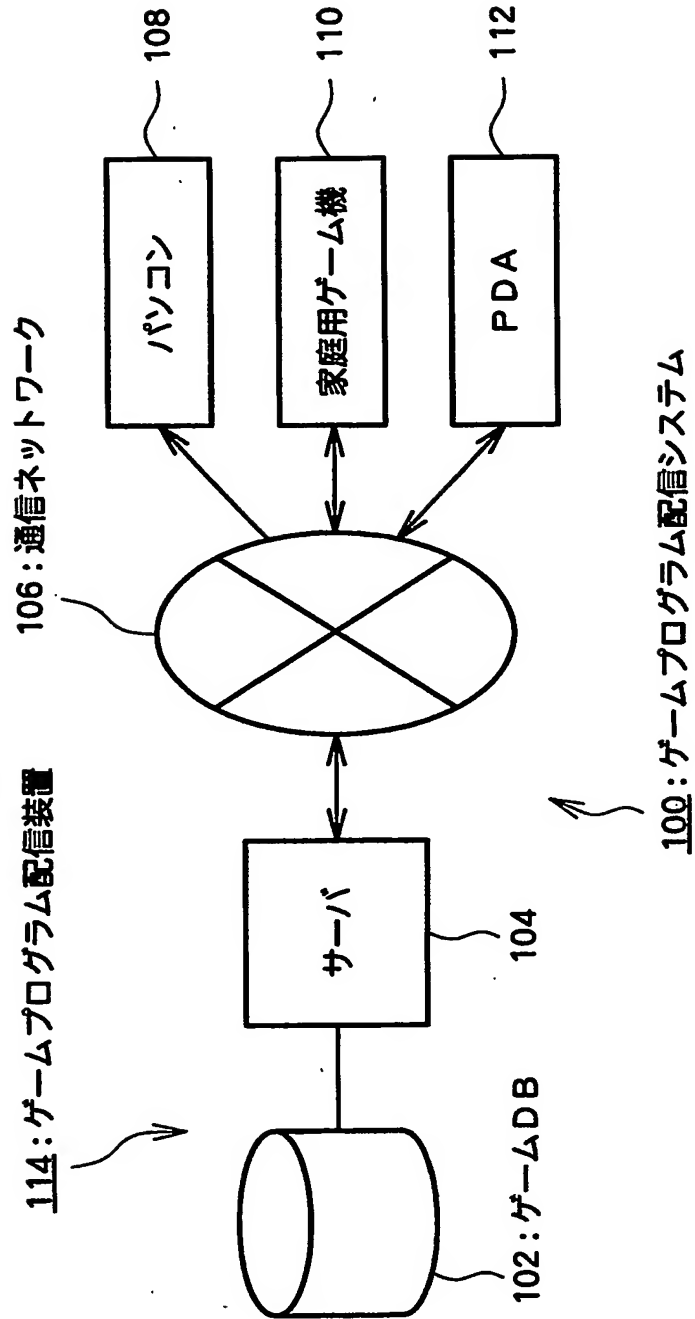 114:ゲームプログラム配信装置
106:通信ネットワーク
102:ゲームDB
サーバ
104
パソコン
108
家庭用ゲーム機
110
PDA
112
100:ゲームプログラム配信システム